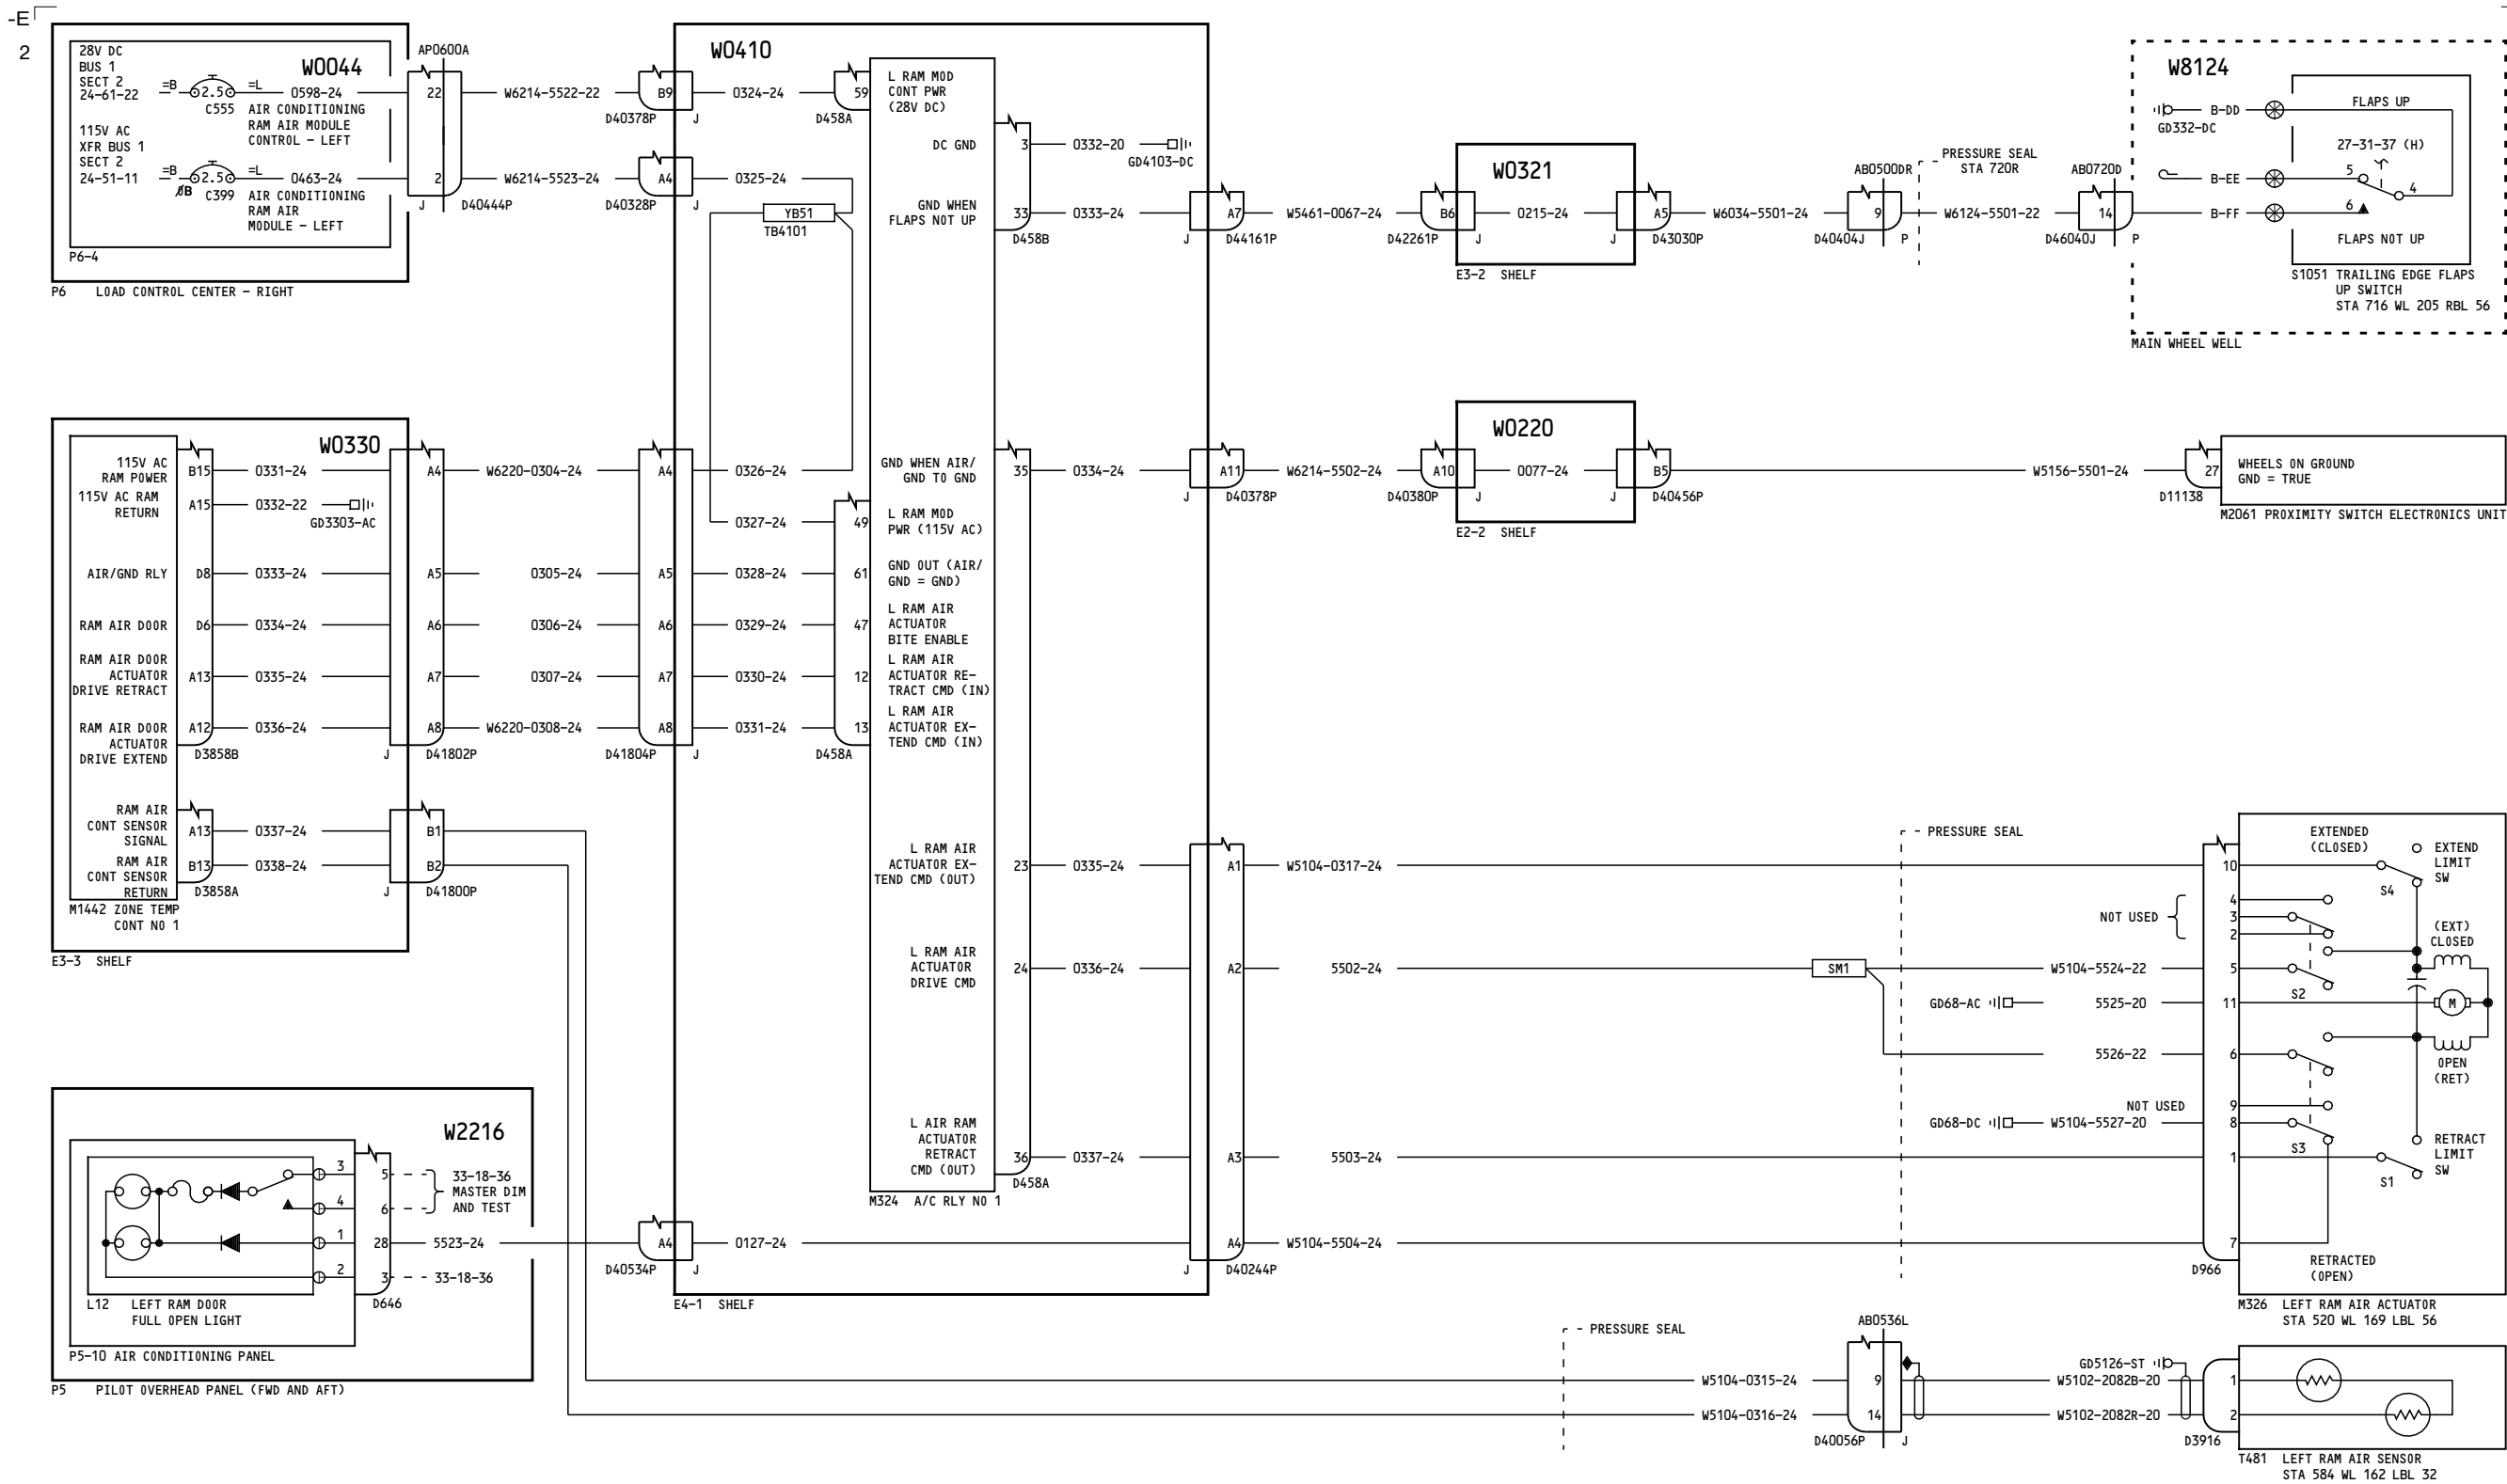 -E
2
28V DC
BUS 1
SECT 2
24-61-22
=B
2.5
=L
0598-24
C555
AIR CONDITIONING
RAM AIR MODULE
CONTROL - LEFT
W0044
115V AC
XFR BUS 1
SECT 2
24-51-11
=B
ØB
2.5
=L
0463-24
C399
AIR CONDITIONING
RAM AIR
MODULE - LEFT
P6-4
P6 LOAD CONTROL CENTER - RIGHT
AP0600A
22
2
J
D40444P
W6214-5522-22
W6214-5523-24
B9
D40378P
J
A4
D40328P
J
W0410
0324-24
0325-24
YB51
TB4101
59
D458A
L RAM MOD
CONT PWR
(28V DC)
DC GND
3
0332-20
GD4103-DC
GND WHEN
FLAPS NOT UP
33
0333-24
D458B
J
A7
D44161P
W5461-0067-24
B6
D42261P
J
W0321
0215-24
J
A5
D43030P
E3-2 SHELF
W6034-5501-24
AB0500DR
9
D40404J
P
PRESSURE SEAL
STA 720R
W6124-5501-22
AB0720D
14
D46040J
P
W8124
GD332-DC
B-DD
B-EE
B-FF
FLAPS UP
27-31-37 (H)
5
4
6
FLAPS NOT UP
S1051 TRAILING EDGE FLAPS
UP SWITCH
STA 716 WL 205 RBL 56
MAIN WHEEL WELL
W0330
115V AC
RAM POWER
B15
0331-24
A4
W6220-0304-24
A4
0326-24
115V AC RAM
RETURN
A15
0332-22
GD3303-AC
AIR/GND RLY
D8
0333-24
A5
0305-24
A5
0328-24
RAM AIR DOOR
D6
0334-24
A6
0306-24
A6
0329-24
RAM AIR DOOR
ACTUATOR
DRIVE RETRACT
A13
0335-24
A7
0307-24
A7
0330-24
RAM AIR DOOR
ACTUATOR
DRIVE EXTEND
A12
0336-24
A8
W6220-0308-24
A8
0331-24
D3858B
J
D41802P
D41804P
J
D458A
RAM AIR
CONT SENSOR
SIGNAL
A13
0337-24
B1
RAM AIR
CONT SENSOR
RETURN
B13
0338-24
B2
D3858A
J
D41800P
M1442 ZONE TEMP
CONT NO 1
E3-3 SHELF
GND WHEN AIR/
GND TO GND
35
0334-24
J
A11
D40378P
W6214-5502-24
A10
D40380P
J
W0220
0077-24
J
B5
D40456P
E2-2 SHELF
W5156-5501-24
27
D11138
WHEELS ON GROUND
GND = TRUE
M2061 PROXIMITY SWITCH ELECTRONICS UNIT
0327-24
49
L RAM MOD
PWR (115V AC)
61
GND OUT (AIR/
GND = GND)
47
L RAM AIR
ACTUATOR
BITE ENABLE
12
L RAM AIR
ACTUATOR RE-
TRACT CMD (IN)
13
L RAM AIR
ACTUATOR EX-
TEND CMD (IN)
L RAM AIR
ACTUATOR EX-
TEND CMD (OUT)
23
0335-24
A1
W5104-0317-24
L RAM AIR
ACTUATOR
DRIVE CMD
24
0336-24
A2
5502-24
SM1
L AIR RAM
ACTUATOR
RETRACT
CMD (OUT)
36
0337-24
A3
5503-24
D458A
M324 A/C RLY NO 1
0127-24
J
A4
D40244P
W5104-5504-24
E4-1 SHELF
PRESSURE SEAL
W5104-5524-22
GD68-AC
5525-20
5526-22
NOT USED
NOT USED
GD68-DC
W5104-5527-20
10
4
3
2
5
11
6
9
8
1
7
D966
EXTENDED
(CLOSED)
EXTEND
LIMIT
SW
S4
(EXT)
CLOSED
S2
M
OPEN
(RET)
S3
RETRACT
LIMIT
SW
S1
RETRACTED
(OPEN)
M326 LEFT RAM AIR ACTUATOR
STA 520 WL 169 LBL 56
W2216
3
4
1
2
5
6
28
3
D646
33-18-36
MASTER DIM
AND TEST
5523-24
33-18-36
A4
D40534P
J
L12 LEFT RAM DOOR
FULL OPEN LIGHT
P5-10 AIR CONDITIONING PANEL
P5 PILOT OVERHEAD PANEL (FWD AND AFT)
PRESSURE SEAL
W5104-0315-24
W5104-0316-24
AB0536L
9
14
D40056P
J
GD5126-ST
W5102-2082B-20
W5102-2082R-20
1
2
D3916
T481 LEFT RAM AIR SENSOR
STA 584 WL 162 LBL 32